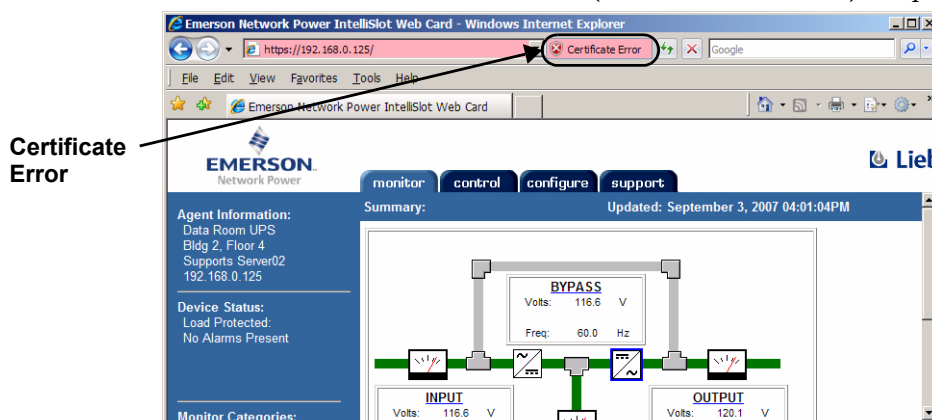 Emerson Network Power IntelliSlot Web Card - Windows Internet Explorer
https://192.168.0.125/
Certificate Error
Google
File Edit View Favorites Tools Help
Emerson Network Power IntelliSlot Web Card
Certificate
Error
EMERSON
Network Power
Lieb
monitor control configure support
Summary: Updated: September 3, 2007 04:01:04PM
Agent Information:
Data Room UPS
Bldg 2, Floor 4
Supports Server02
192.168.0.125
Device Status:
Load Protected:
No Alarms Present
Monitor Categories:
BYPASS
Volts: 116.6 V
Freq: 60.0 Hz
INPUT
Volts: 116.6 V
OUTPUT
Volts: 120.1 V